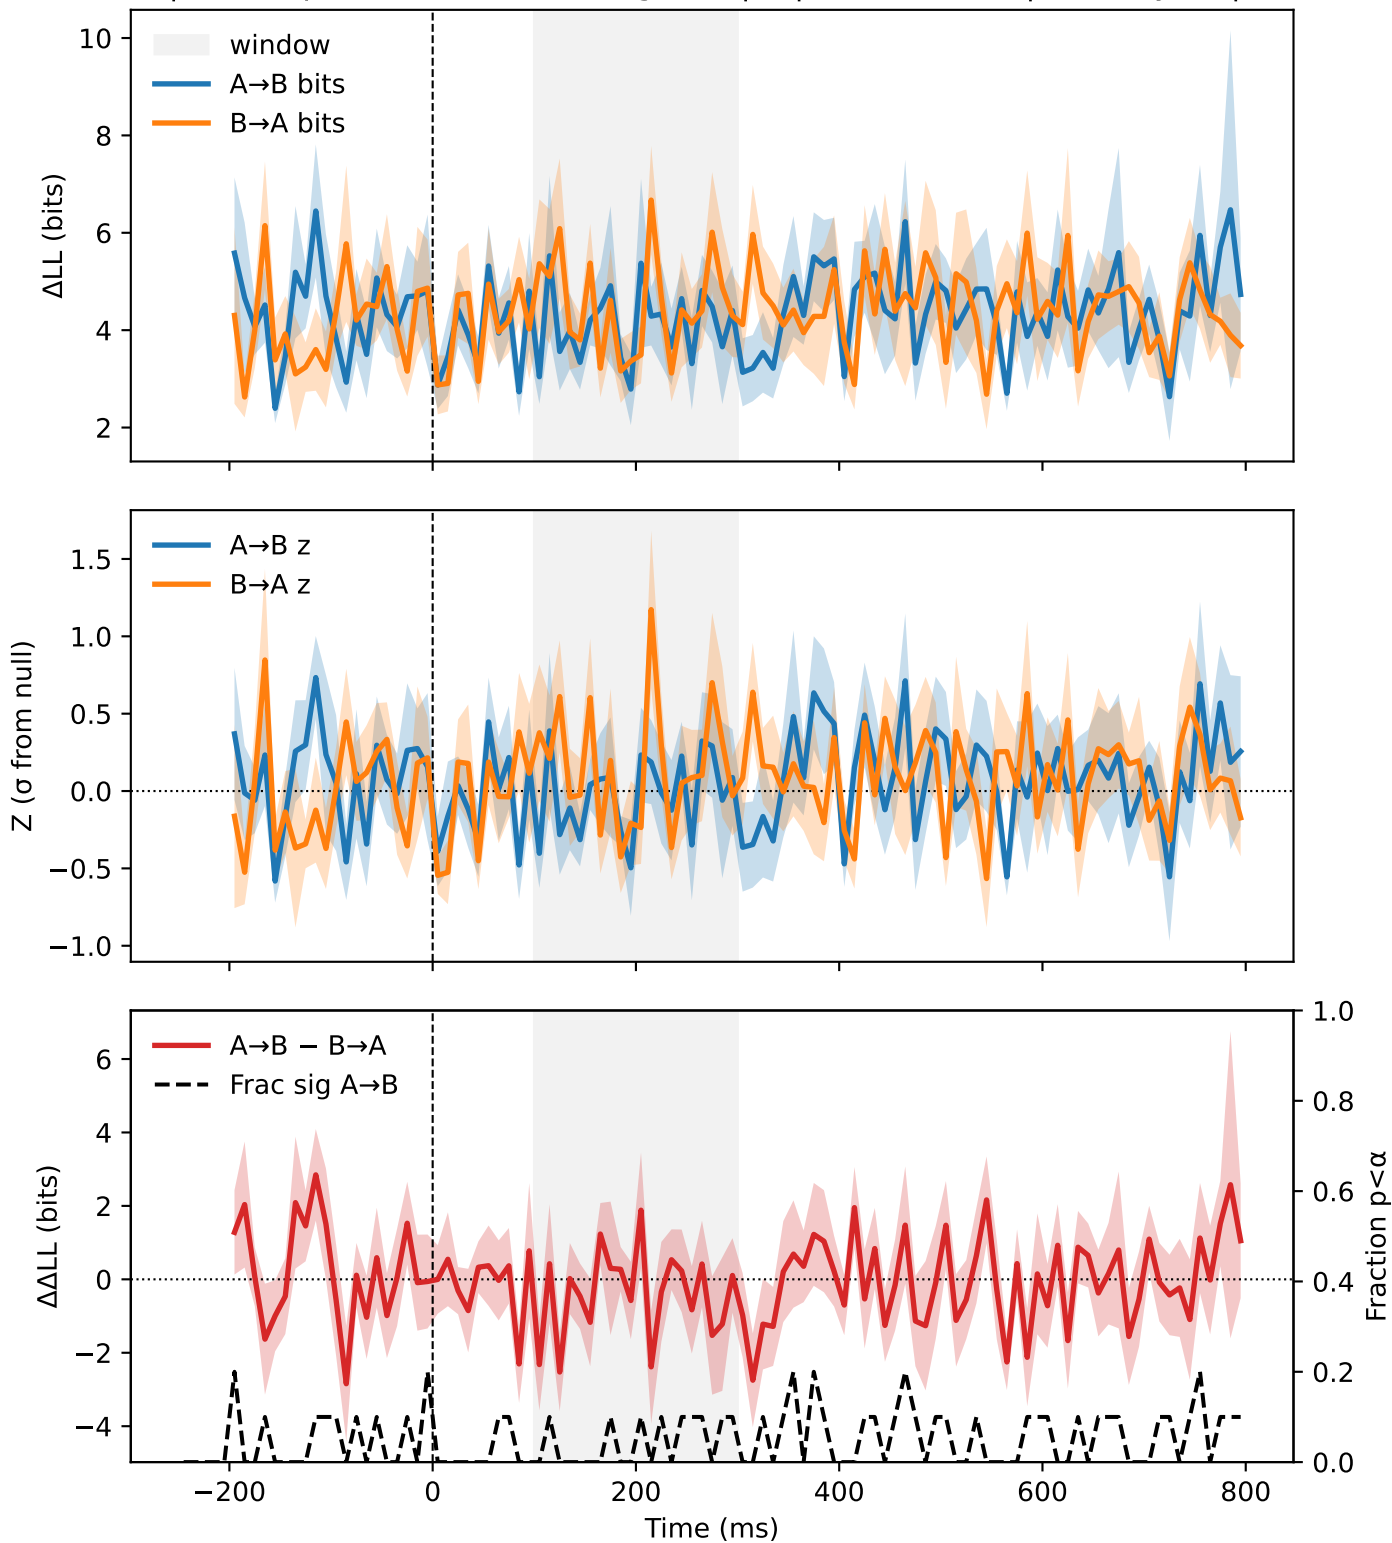 10
8
6
4
2
ΔLL (bits)
window
A→B bits
B→A bits
1.5
1.0
0.5
0.0
−0.5
−1.0
Z (σ from null)
A→B z
B→A z
6
4
2
0
−2
−4
ΔΔLL (bits)
A→B − B→A
Frac sig A→B
1.0
0.8
0.6
0.4
0.2
0.0
Fraction p<α
−200
0
200
400
600
800
Time (ms)